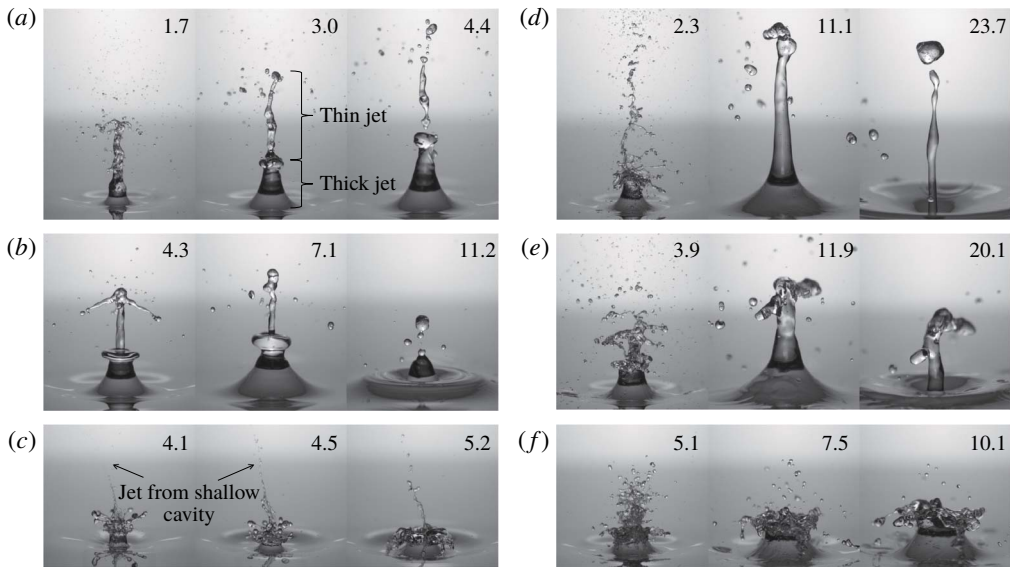 (a)
1.7
3.0
4.4
Thin jet
Thick jet
(b)
4.3
7.1
11.2
(c)
4.1
4.5
5.2
Jet from shallow
cavity
(d)
2.3
11.1
23.7
(e)
3.9
11.9
20.1
(f)
5.1
7.5
10.1